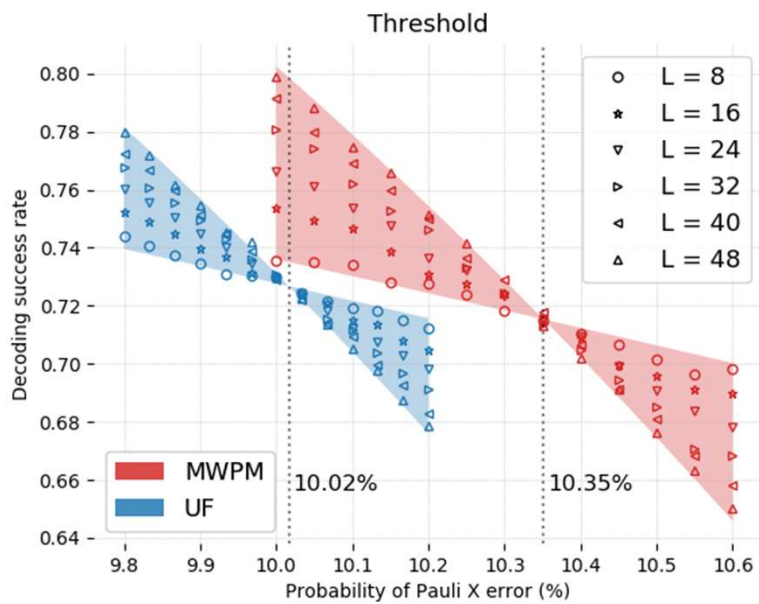 Threshold
0.80
0.78
0.76
0.74
0.72
0.70
0.68
0.66
0.64
Decoding success rate
L = 8
L = 16
L = 24
L = 32
L = 40
L = 48
MWPM
UF
10.02%
10.35%
9.8 9.9 10.0 10.1 10.2 10.3 10.4 10.5 10.6
Probability of Pauli X error (%)